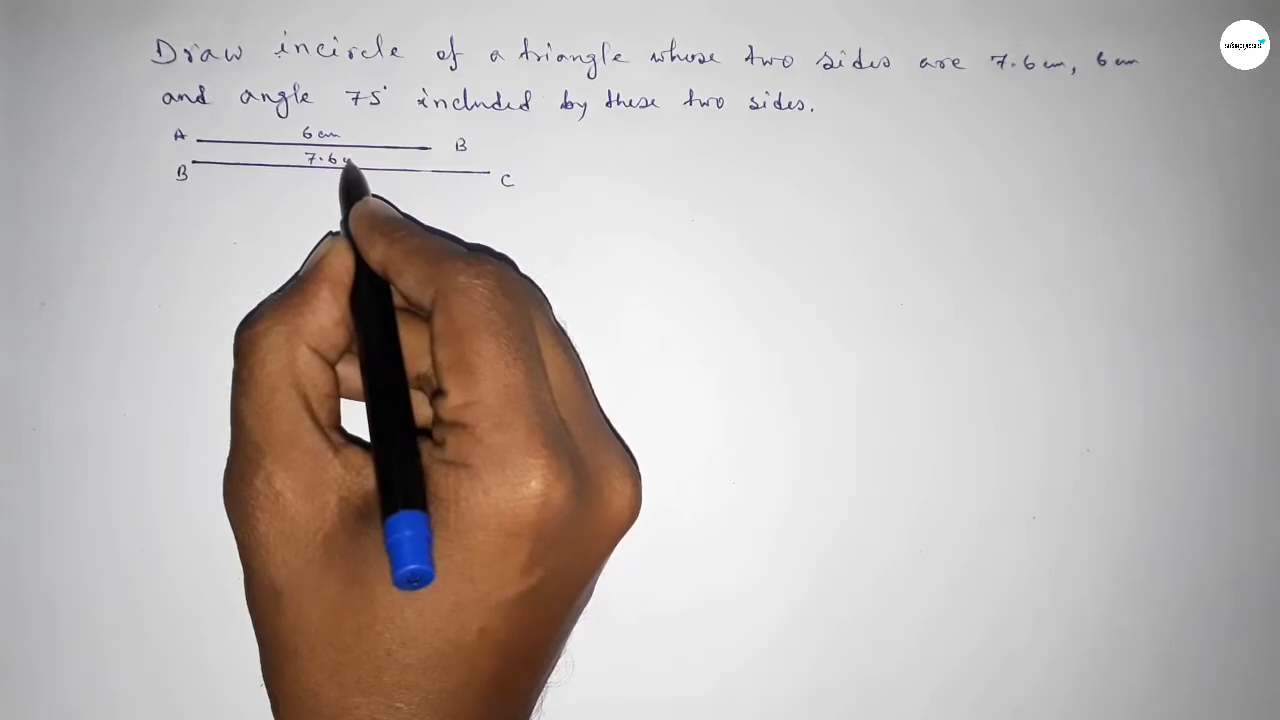 Draw incircle of a triangle whose two sides are 7.6 cm, 6 cm
and angle 75° included by these two sides.
A 6 cm B
B 7.6 C